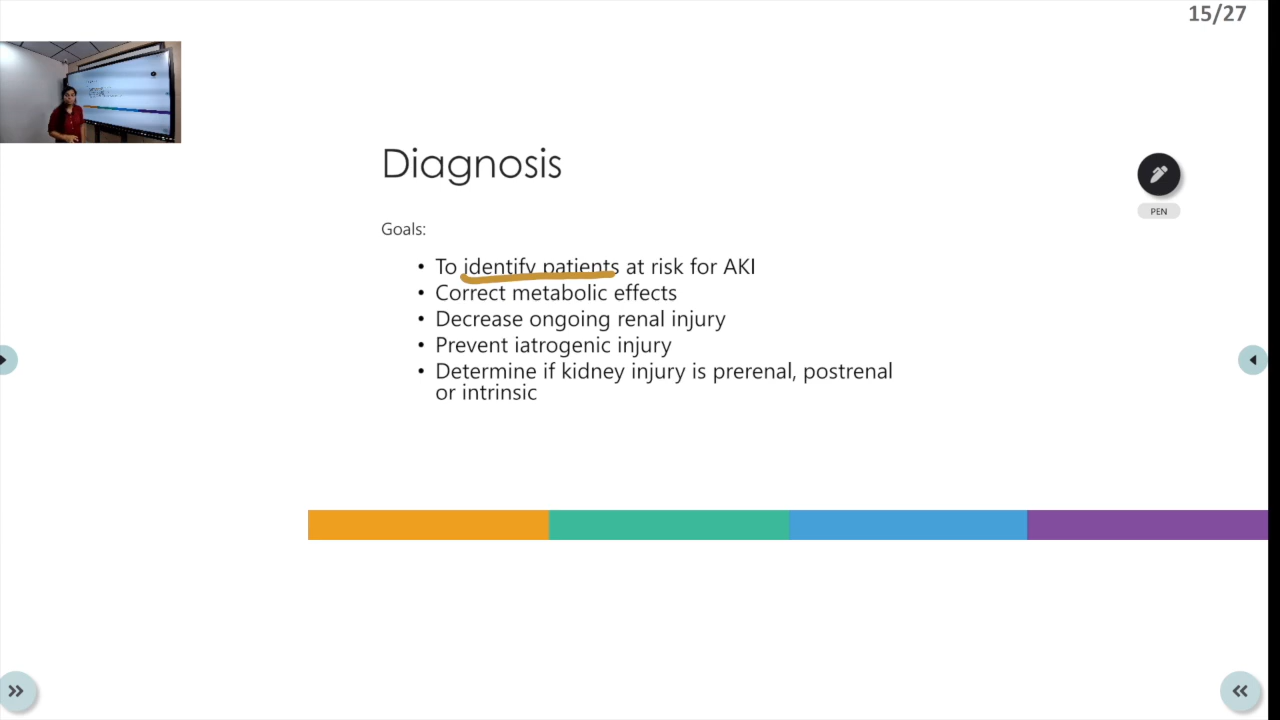 15/27
Diagnosis
PEN
Goals:
• To identify patients at risk for AKI
• Correct metabolic effects
• Decrease ongoing renal injury
• Prevent iatrogenic injury
• Determine if kidney injury is prerenal, postrenal
or intrinsic